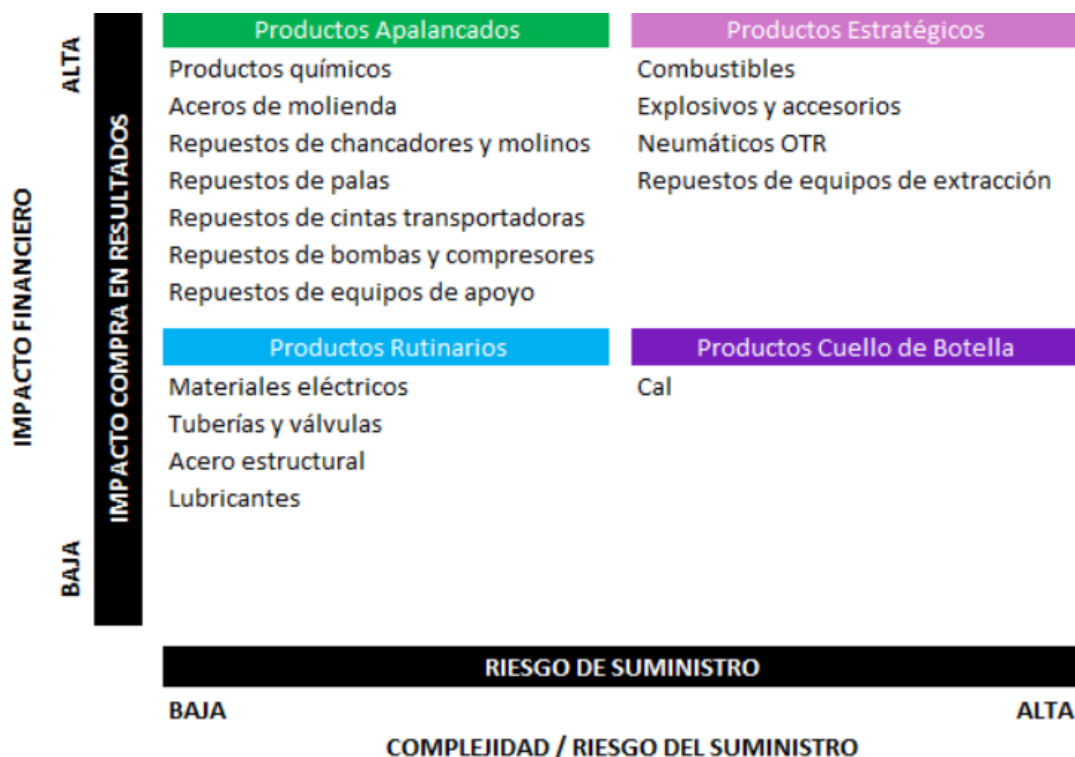 IMPACTO FINANCIERO
ALTA
BAJA
IMPACTO COMPRA EN RESULTADOS
Productos Apalancados
Productos químicos
Aceros de molienda
Repuestos de chancadores y molinos
Repuestos de palas
Repuestos de cintas transportadoras
Repuestos de bombas y compresores
Repuestos de equipos de apoyo
Productos Estratégicos
Combustibles
Explosivos y accesorios
Neumáticos OTR
Repuestos de equipos de extracción
Productos Rutinarios
Materiales eléctricos
Tuberías y válvulas
Acero estructural
Lubricantes
Productos Cuello de Botella
Cal
RIESGO DE SUMINISTRO
BAJA
ALTA
COMPLEJIDAD / RIESGO DEL SUMINISTRO